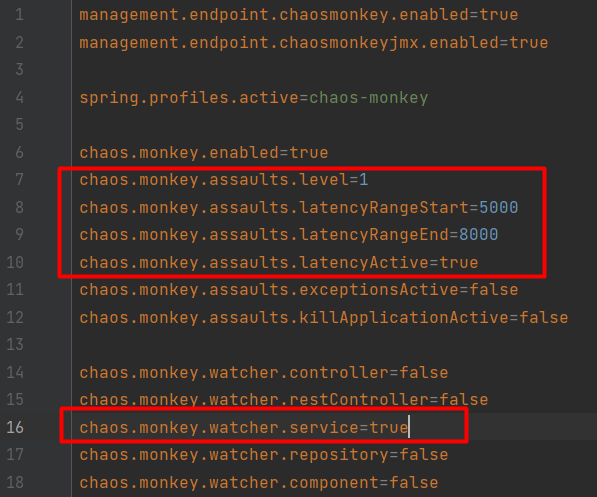 1 management.endpoint.chaosmonkey.enabled=true
2 management.endpoint.chaosmonkeyjmx.enabled=true
3
4 spring.profiles.active=chaos-monkey
5
6 chaos.monkey.enabled=true
7 chaos.monkey.assaults.level=1
8 chaos.monkey.assaults.latencyRangeStart=5000
9 chaos.monkey.assaults.latencyRangeEnd=8000
10 chaos.monkey.assaults.latencyActive=true
11 chaos.monkey.assaults.exceptionsActive=false
12 chaos.monkey.assaults.killApplicationActive=false
13
14 chaos.monkey.watcher.controller=false
15 chaos.monkey.watcher.restController=false
16 chaos.monkey.watcher.service=true
17 chaos.monkey.watcher.repository=false
18 chaos.monkey.watcher.component=false